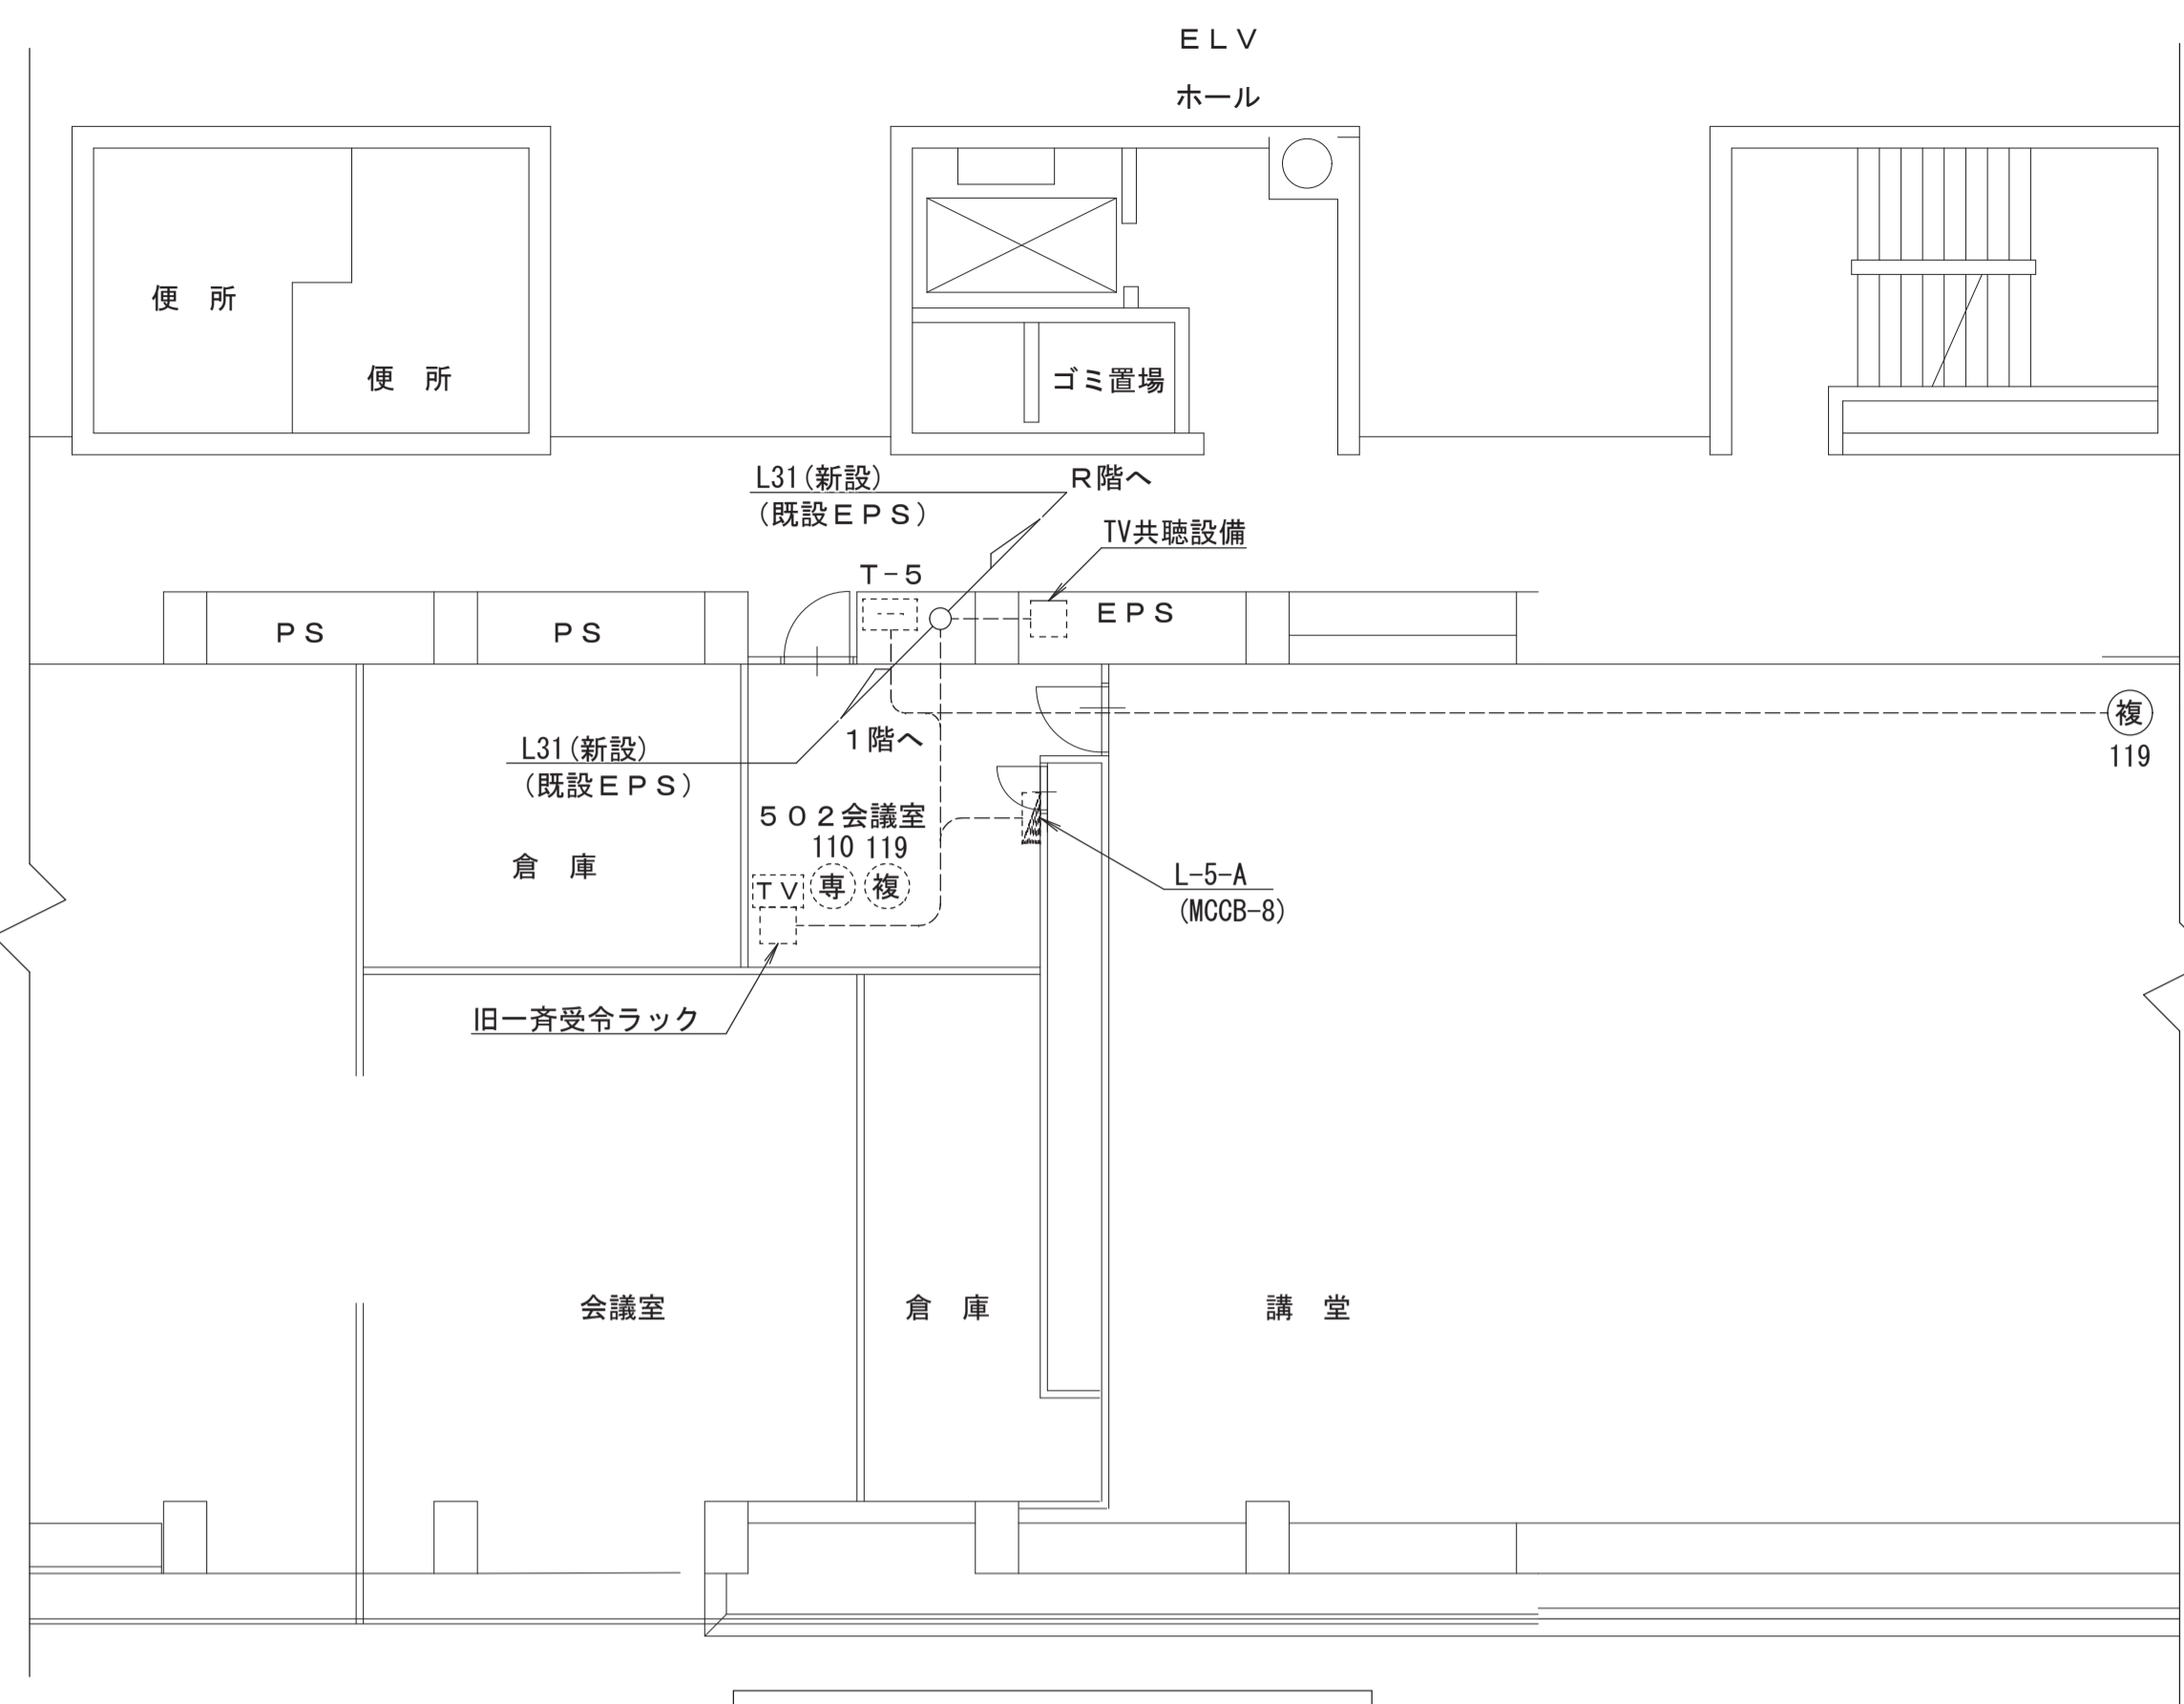 ＥＬＶ
ホール
便　所
便　所
ゴミ置場
L31(新設)
(既設ＥＰＳ)
Ｒ階へ
TV共聴設備
Ｔ-５
ＥＰＳ
ＰＳ
ＰＳ
複
119
１階へ
L31(新設)
(既設ＥＰＳ)
５０２会議室
110
119
ＴＶ
専
複
倉　庫
L-5-A
(MCCB-8)
旧一斉受令ラック
会議室
倉　庫
講　堂